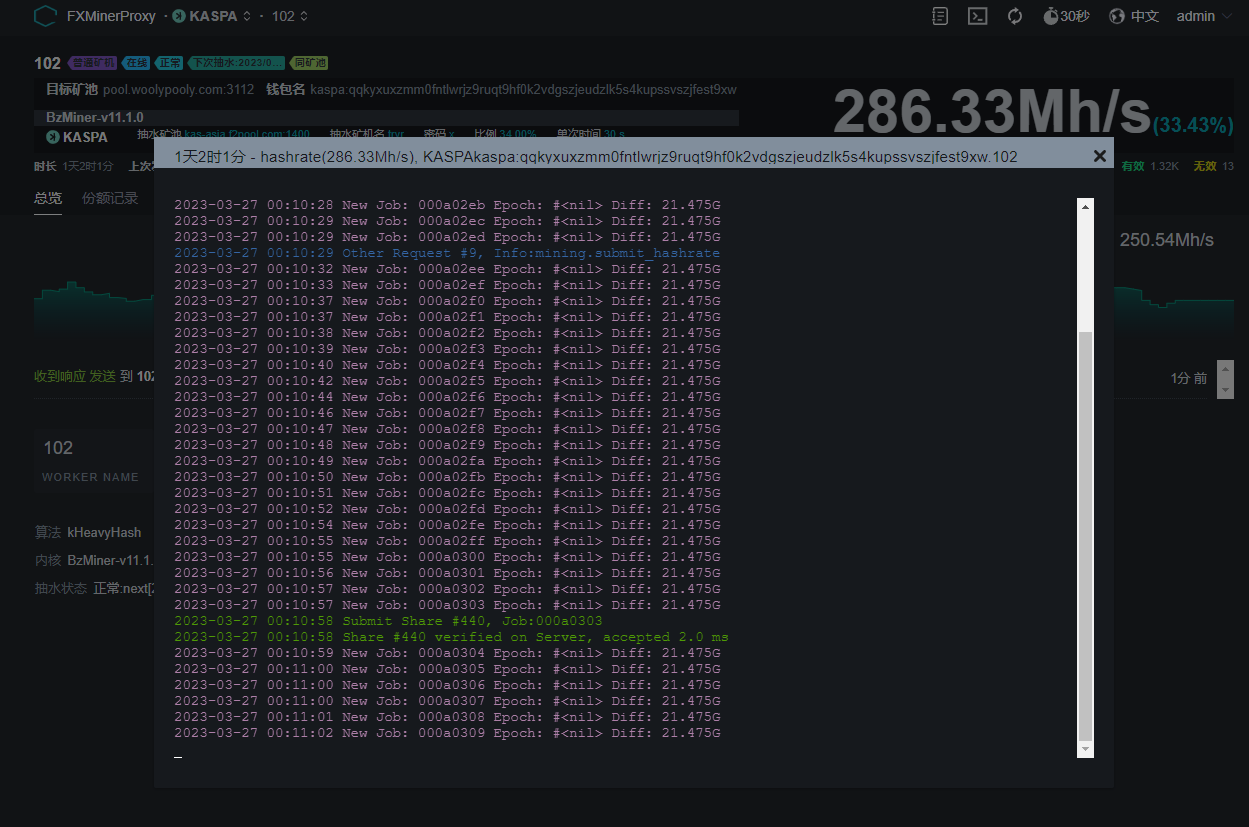 FXMinerProxy · KASPA · 102
30秒 中文 admin
102 普通矿机 在线 正常 下次抽水:2023/0... 同矿池
目标矿池 pool.woolypooly.com:3112 钱包名 kaspa:qqkyxuxzmm0fntlwrjz9ruqt9hf0k2vdgszjeudzlk5s4kupssvszjfest9xw
286.33Mh/s (33.43%)
BzMiner-v11.1.0
KASPA 抽水矿池 kas-asia.f2pool.com:1400 抽水矿机名 tryr 密码 x 比例 34.00% 单次时间 30 s
1天2时1分 - hashrate(286.33Mh/s), KASPAkaspa:qqkyxuxzmm0fntlwrjz9ruqt9hf0k2vdgszjeudzlk5s4kupssvszjfest9xw.102
时长 1天2时1分 上次 有效 1.32K 无效 13
总览 份额记录
250.54Mh/s
2023-03-27 00:10:28 New Job: 000a02eb Epoch: #<nil> Diff: 21.475G
2023-03-27 00:10:29 New Job: 000a02ec Epoch: #<nil> Diff: 21.475G
2023-03-27 00:10:29 New Job: 000a02ed Epoch: #<nil> Diff: 21.475G
2023-03-27 00:10:29 Other Request #9, Info:mining.submit_hashrate
2023-03-27 00:10:32 New Job: 000a02ee Epoch: #<nil> Diff: 21.475G
2023-03-27 00:10:33 New Job: 000a02ef Epoch: #<nil> Diff: 21.475G
2023-03-27 00:10:37 New Job: 000a02f0 Epoch: #<nil> Diff: 21.475G
2023-03-27 00:10:37 New Job: 000a02f1 Epoch: #<nil> Diff: 21.475G
2023-03-27 00:10:38 New Job: 000a02f2 Epoch: #<nil> Diff: 21.475G
2023-03-27 00:10:39 New Job: 000a02f3 Epoch: #<nil> Diff: 21.475G
2023-03-27 00:10:40 New Job: 000a02f4 Epoch: #<nil> Diff: 21.475G
2023-03-27 00:10:42 New Job: 000a02f5 Epoch: #<nil> Diff: 21.475G
2023-03-27 00:10:44 New Job: 000a02f6 Epoch: #<nil> Diff: 21.475G
2023-03-27 00:10:46 New Job: 000a02f7 Epoch: #<nil> Diff: 21.475G
2023-03-27 00:10:47 New Job: 000a02f8 Epoch: #<nil> Diff: 21.475G
2023-03-27 00:10:48 New Job: 000a02f9 Epoch: #<nil> Diff: 21.475G
2023-03-27 00:10:49 New Job: 000a02fa Epoch: #<nil> Diff: 21.475G
2023-03-27 00:10:50 New Job: 000a02fb Epoch: #<nil> Diff: 21.475G
2023-03-27 00:10:51 New Job: 000a02fc Epoch: #<nil> Diff: 21.475G
2023-03-27 00:10:52 New Job: 000a02fd Epoch: #<nil> Diff: 21.475G
2023-03-27 00:10:54 New Job: 000a02fe Epoch: #<nil> Diff: 21.475G
2023-03-27 00:10:55 New Job: 000a02ff Epoch: #<nil> Diff: 21.475G
2023-03-27 00:10:55 New Job: 000a0300 Epoch: #<nil> Diff: 21.475G
2023-03-27 00:10:56 New Job: 000a0301 Epoch: #<nil> Diff: 21.475G
2023-03-27 00:10:57 New Job: 000a0302 Epoch: #<nil> Diff: 21.475G
2023-03-27 00:10:57 New Job: 000a0303 Epoch: #<nil> Diff: 21.475G
2023-03-27 00:10:58 Submit Share #440, Job:000a0303
2023-03-27 00:10:58 Share #440 verified on Server, accepted 2.0 ms
2023-03-27 00:10:59 New Job: 000a0304 Epoch: #<nil> Diff: 21.475G
2023-03-27 00:11:00 New Job: 000a0305 Epoch: #<nil> Diff: 21.475G
2023-03-27 00:11:00 New Job: 000a0306 Epoch: #<nil> Diff: 21.475G
2023-03-27 00:11:00 New Job: 000a0307 Epoch: #<nil> Diff: 21.475G
2023-03-27 00:11:01 New Job: 000a0308 Epoch: #<nil> Diff: 21.475G
2023-03-27 00:11:02 New Job: 000a0309 Epoch: #<nil> Diff: 21.475G
收到响应 发送 到 102
1分 前
102
WORKER NAME
算法 kHeavyHash
内核 BzMiner-v11.1.
抽水状态 正常:next[